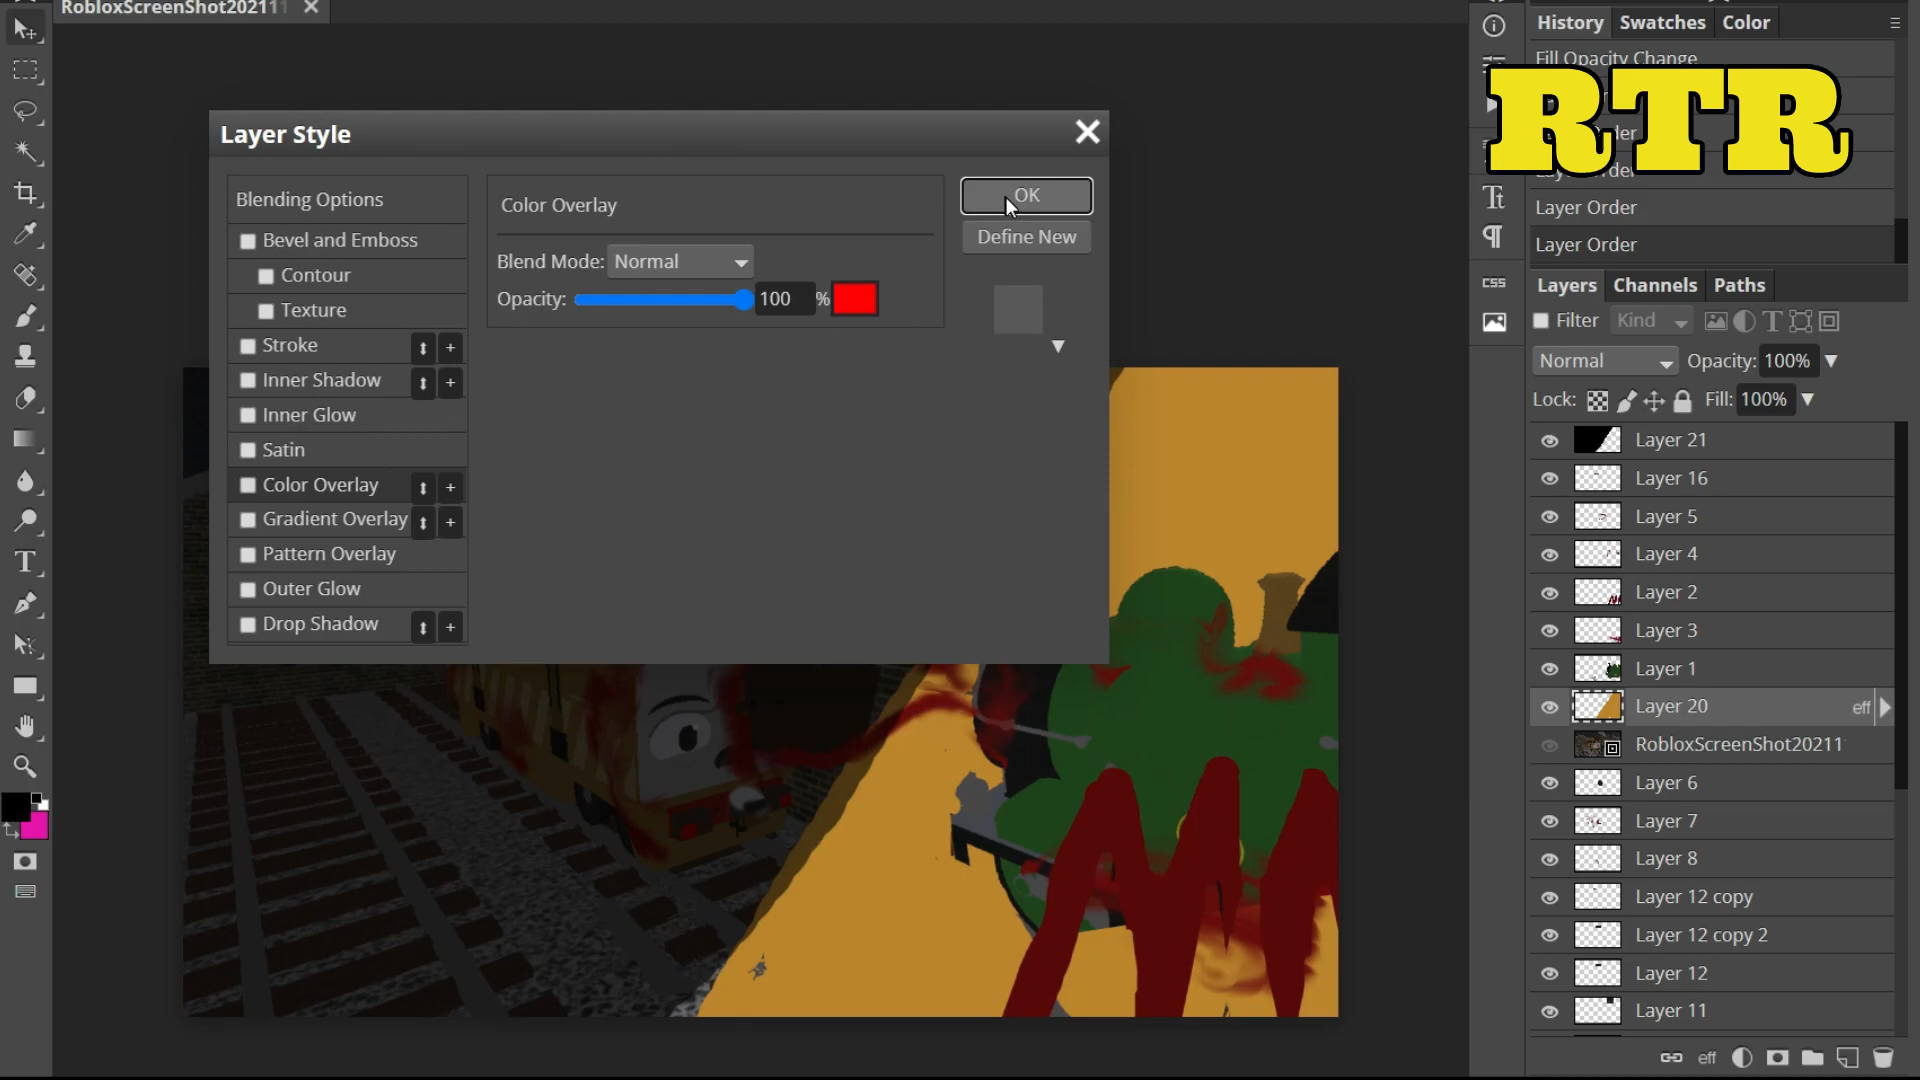 RobloxScreenShot202111
History Swatches Color
Fill Opacity Change
RTR
Layer Order
Layer Order
Layer Style
Blending Options
Bevel and Emboss
Contour
Texture
Stroke
Inner Shadow
Inner Glow
Satin
Color Overlay
Gradient Overlay
Pattern Overlay
Outer Glow
Drop Shadow
Color Overlay
Blend Mode: Normal
Opacity: 100 %
OK
Define New
CSS
Layers Channels Paths
Filter Kind
Normal Opacity: 100%
Lock: Fill: 100%
Layer 21
Layer 16
Layer 5
Layer 4
Layer 2
Layer 3
Layer 1
Layer 20 eff
RobloxScreenShot20211
Layer 6
Layer 7
Layer 8
Layer 12 copy
Layer 12 copy 2
Layer 12
Layer 11
eff